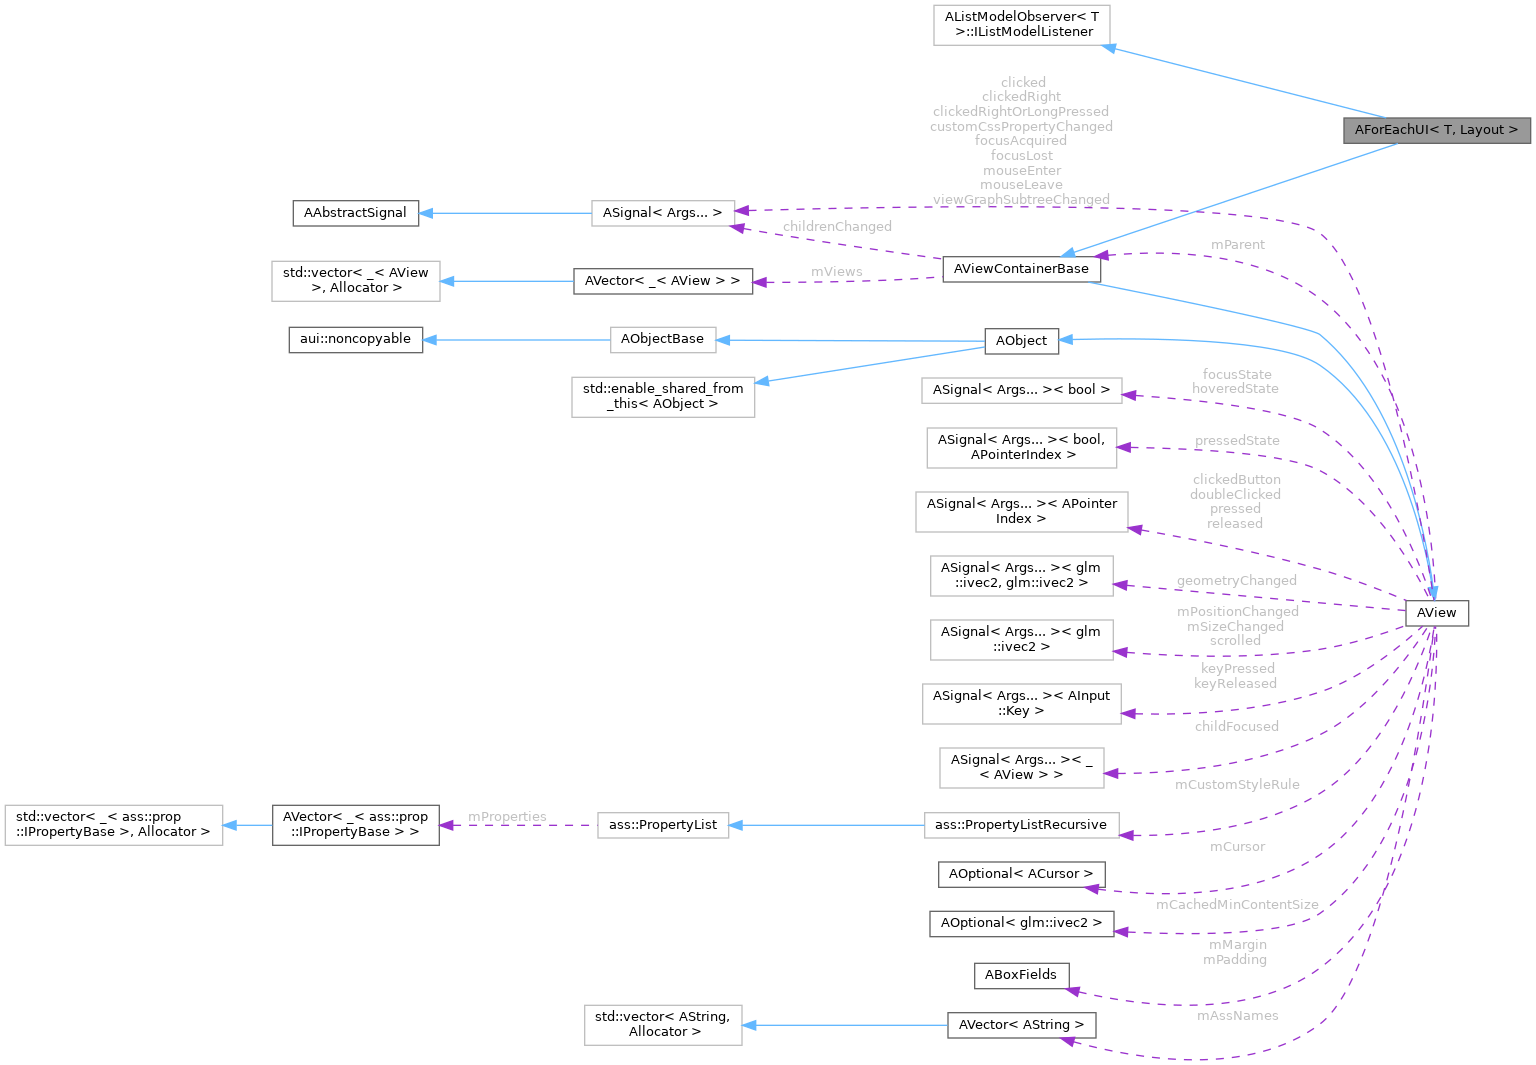 AListModelObserver< T
>::IListModelListener
clicked
clickedRight
clickedRightOrLongPressed
customCssPropertyChanged
focusAcquired
focusLost
mouseEnter
mouseLeave
viewGraphSubtreeChanged
AForEachUI< T, Layout >
AAbstractSignal
ASignal< Args... >
childrenChanged
mParent
std::vector< _< AView
>, Allocator >
AVector< _< AView > >
mViews
AViewContainerBase
aui::noncopyable
AObjectBase
AObject
std::enable_shared_from
_this< AObject >
focusState
hoveredState
ASignal< Args... >< bool >
ASignal< Args... >< bool,
APointerIndex >
pressedState
clickedButton
doubleClicked
pressed
released
ASignal< Args... >< APointer
Index >
ASignal< Args... >< glm
::ivec2, glm::ivec2 >
geometryChanged
AView
mPositionChanged
mSizeChanged
scrolled
ASignal< Args... >< glm
::ivec2 >
keyPressed
keyReleased
ASignal< Args... >< AInput
::Key >
childFocused
ASignal< Args... >< _
< AView > >
mCustomStyleRule
std::vector< _< ass::prop
::IPropertyBase >, Allocator >
AVector< _< ass::prop
::IPropertyBase > >
mProperties
ass::PropertyList
ass::PropertyListRecursive
mCursor
AOptional< ACursor >
mCachedMinContentSize
AOptional< glm::ivec2 >
mMargin
mPadding
ABoxFields
std::vector< AString,
Allocator >
AVector< AString >
mAssNames